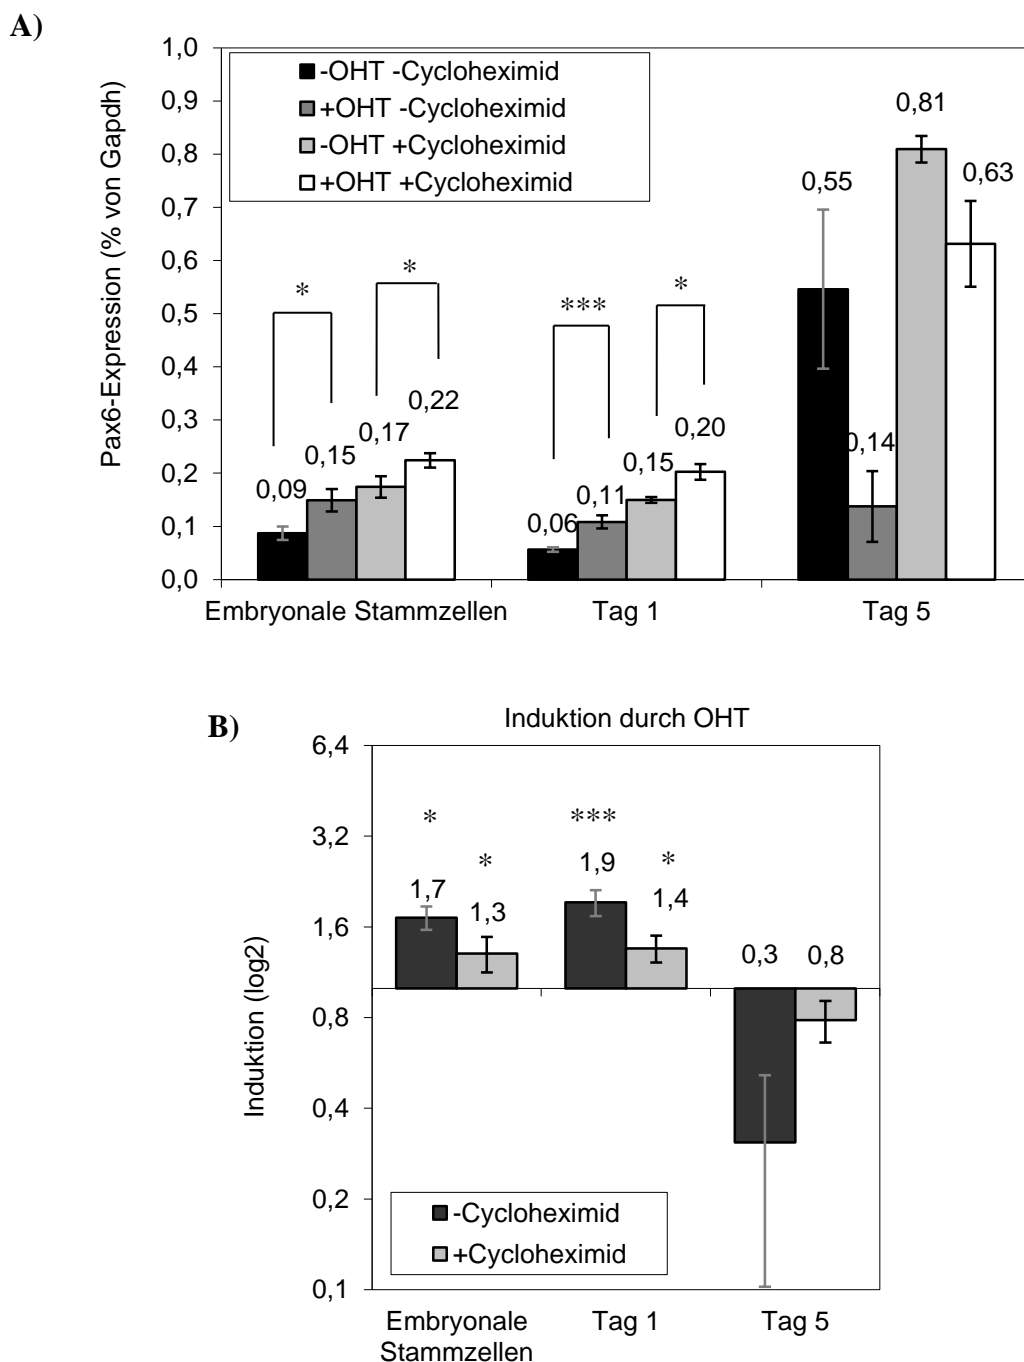 A)
Pax6-Expression (% von Gapdh)
1,0
0,9
0,8
0,7
0,6
0,5
0,4
0,3
0,2
0,1
0,0
-OHT -Cycloheximid
+OHT -Cycloheximid
-OHT +Cycloheximid
+OHT +Cycloheximid
*
*
***
*
0,09
0,15
0,17
0,22
0,06
0,11
0,15
0,20
0,55
0,14
0,81
0,63
Embryonale Stammzellen
Tag 1
Tag 5
B)
Induktion durch OHT
Induktion (log2)
6,4
3,2
1,6
0,8
0,4
0,2
0,1
*
*
***
*
1,7
1,3
1,9
1,4
0,3
0,8
-Cycloheximid
+Cycloheximid
Embryonale
Stammzellen
Tag 1
Tag 5